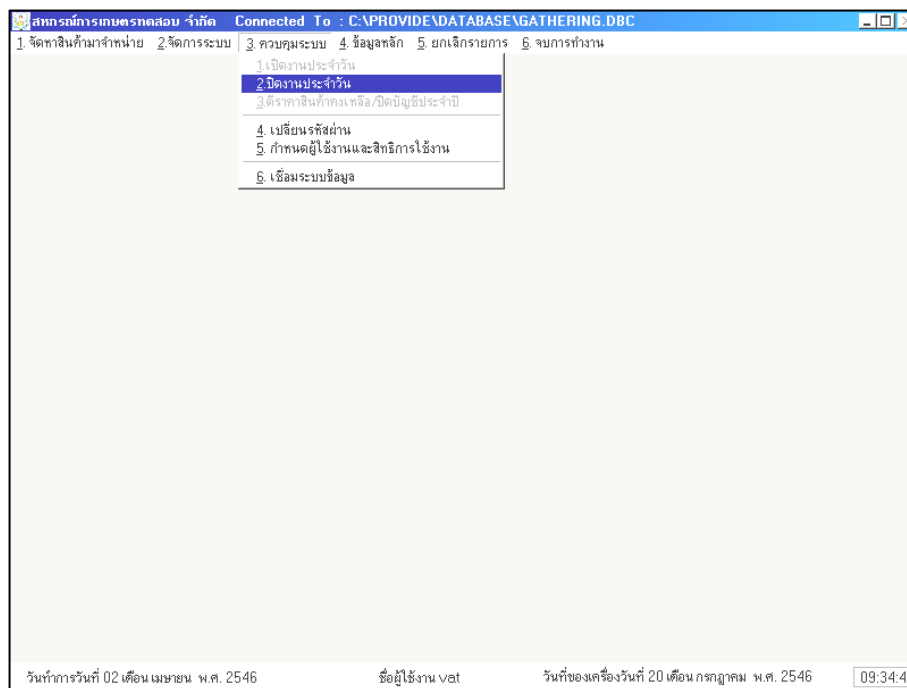 สหกรณ์การเกษตรทดสอบ จำกัด Connected To : C:\PROVIDE\DATABASE\GATHERING.DBC
1. จัดหาสินค้ามาจำหน่าย 2.จัดการระบบ 3. ควบคุมระบบ 4. ข้อมูลหลัก 5. ยกเลิกรายการ 6. จบการทำงาน
1.เปิดงานประจำวัน
2.ปิดงานประจำวัน
3.ตีราคาสินค้าคงเหลือ/ปิดบัญชีประจำปี
4. เปลี่ยนรหัสผ่าน
5. กำหนดผู้ใช้งานและสิทธิการใช้งาน
6. เชื่อมระบบข้อมูล
วันทำการวันที่ 02 เดือน เมษายน พ.ศ. 2546 ชื่อผู้ใช้งาน vat วันที่ของเครื่องวันที่ 20 เดือน กรกฎาคม พ.ศ. 2546 09:34:4